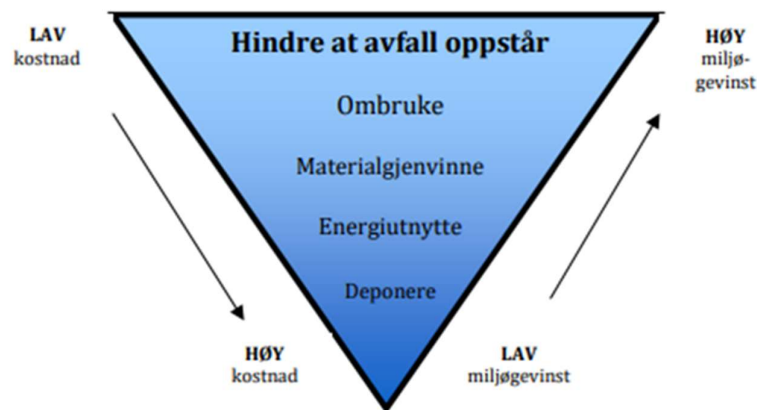 LAV
kostnad
Hindre at avfall oppstår
HØY
miljø-
gevinst
Ombruke
Materialgjenvinne
Energiutnytte
Deponere
HØY
kostnad
LAV
miljøgevinst